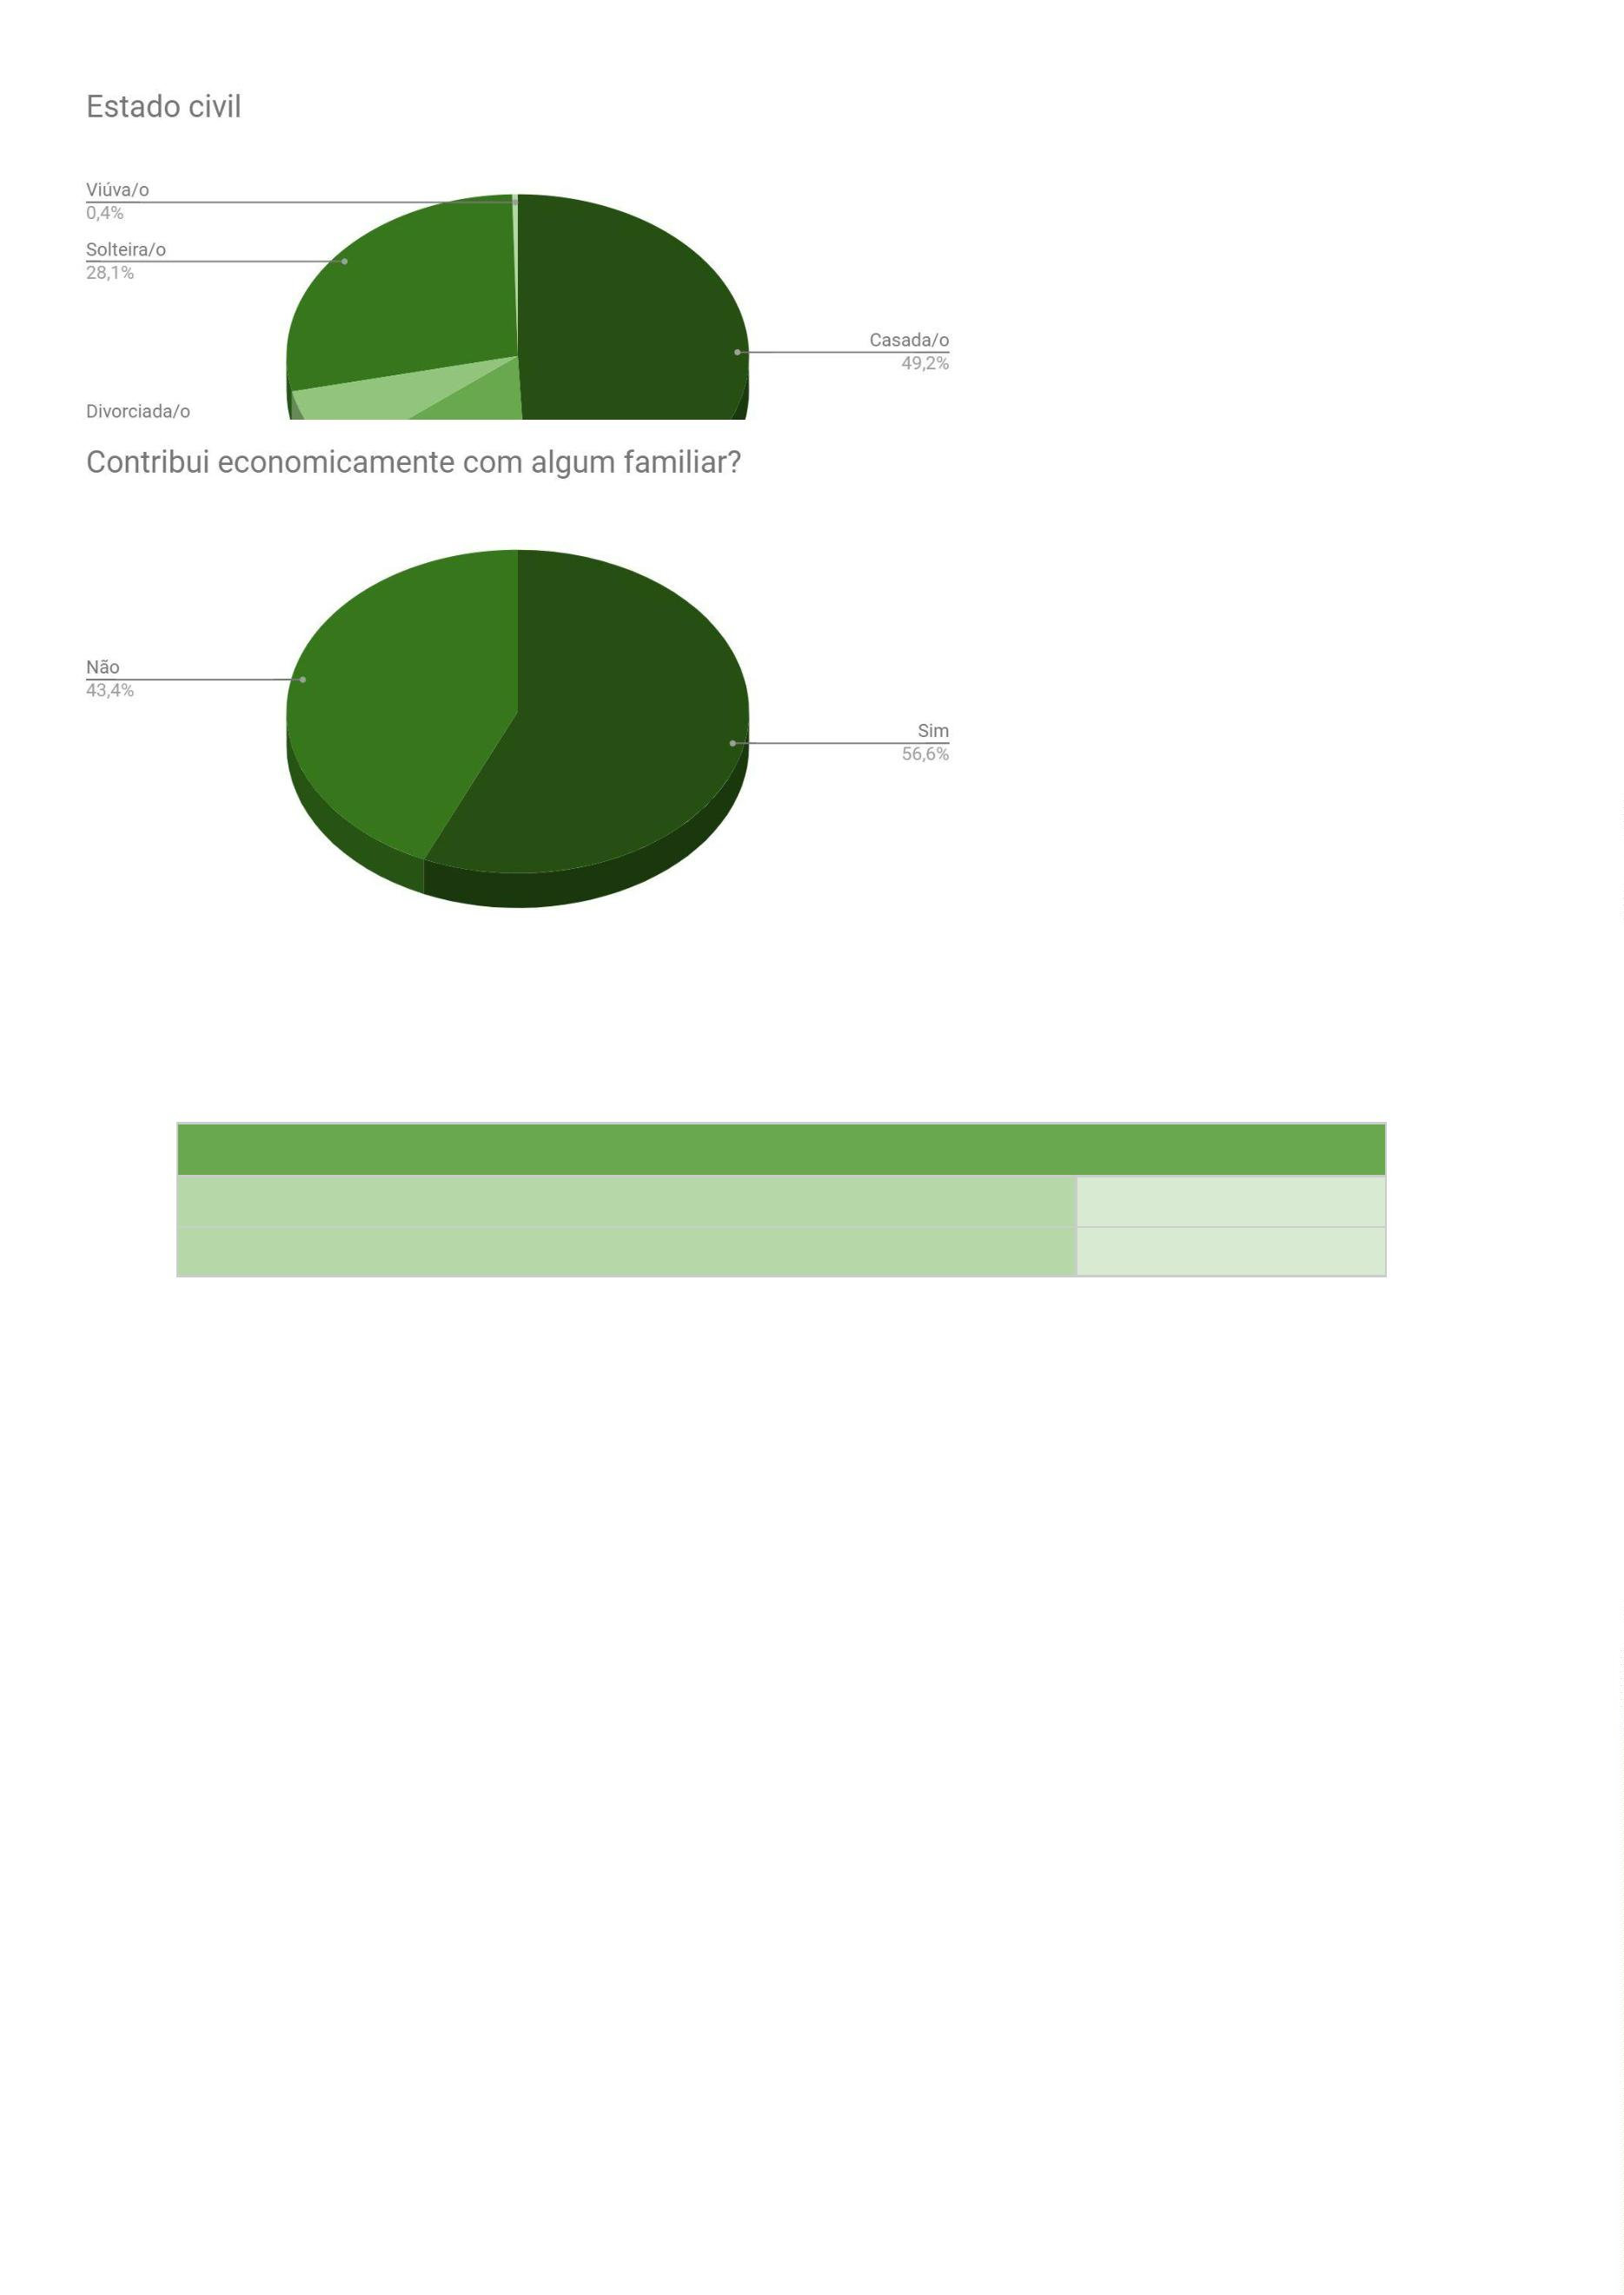 Estado civil
Viúva/o
0,4%
Solteira/o
28,1%
Casada/o
49,2%
Divorciada/o
Contribui economicamente com algum familiar?
Não
43,4%
Sim
56,6%